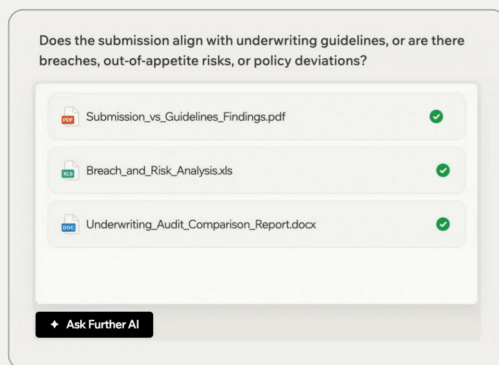 Does the submission align with underwriting guidelines, or are there
breaches, out-of-appetite risks, or policy deviations?
PDF
Submission_vs_Guidelines_Findings.pdf
XLS
Breach_and_Risk_Analysis.xls
DOC
Underwriting_Audit_Comparison_Report.docx
Ask Further AI